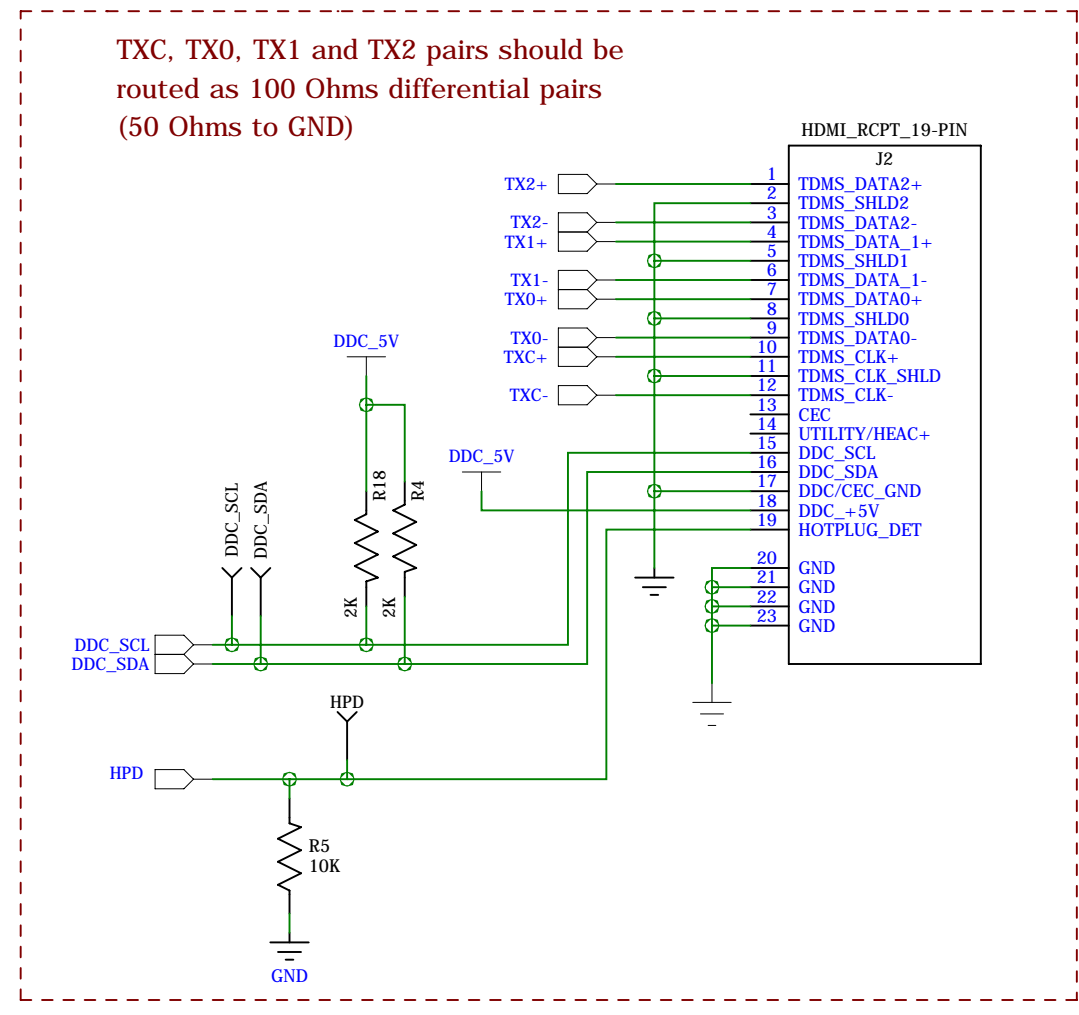 TXC, TX0, TX1 and TX2 pairs should be
routed as 100 Ohms differential pairs
(50 Ohms to GND)
HDMI_RCPT_19-PIN
J2
TX2+ 1 TDMS_DATA2+
2 TDMS_SHLD2
TX2- 3 TDMS_DATA2-
TX1+ 4 TDMS_DATA_1+
5 TDMS_SHLD1
TX1- 6 TDMS_DATA_1-
TX0+ 7 TDMS_DATA0+
8 TDMS_SHLD0
TX0- 9 TDMS_DATA0-
TXC+ 10 TDMS_CLK+
11 TDMS_CLK_SHLD
TXC- 12 TDMS_CLK-
13 CEC
14 UTILITY/HEAC+
15 DDC_SCL
16 DDC_SDA
17 DDC/CEC_GND
18 DDC_+5V
19 HOTPLUG_DET
20 GND
21 GND
22 GND
23 GND
DDC_5V
DDC_5V
R18
R4
2K
2K
DDC_SCL
DDC_SDA
DDC_SCL
DDC_SDA
HPD
HPD
R5
10K
GND